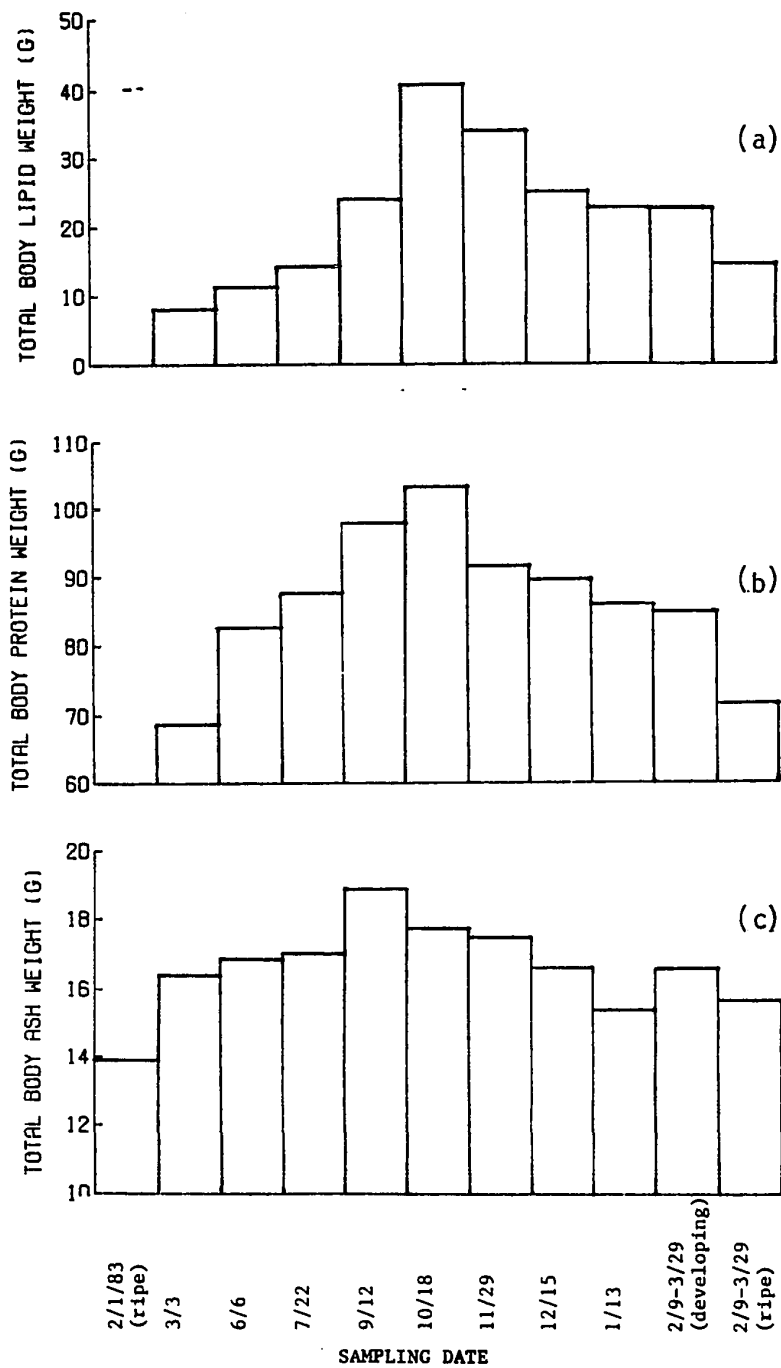 TOTAL BODY LIPID WEIGHT (G)
50
40
30
20
10
0
(a)
TOTAL BODY PROTEIN WEIGHT (G)
110
100
90
80
70
60
(b)
TOTAL BODY ASH WEIGHT (G)
20
18
16
14
12
10
(c)
2/1/83
(ripe)
3/3
6/6
7/22
9/12
10/18
11/29
12/15
1/13
2/9-3/29
(developing)
2/9-3/29
(ripe)
SAMPLING DATE